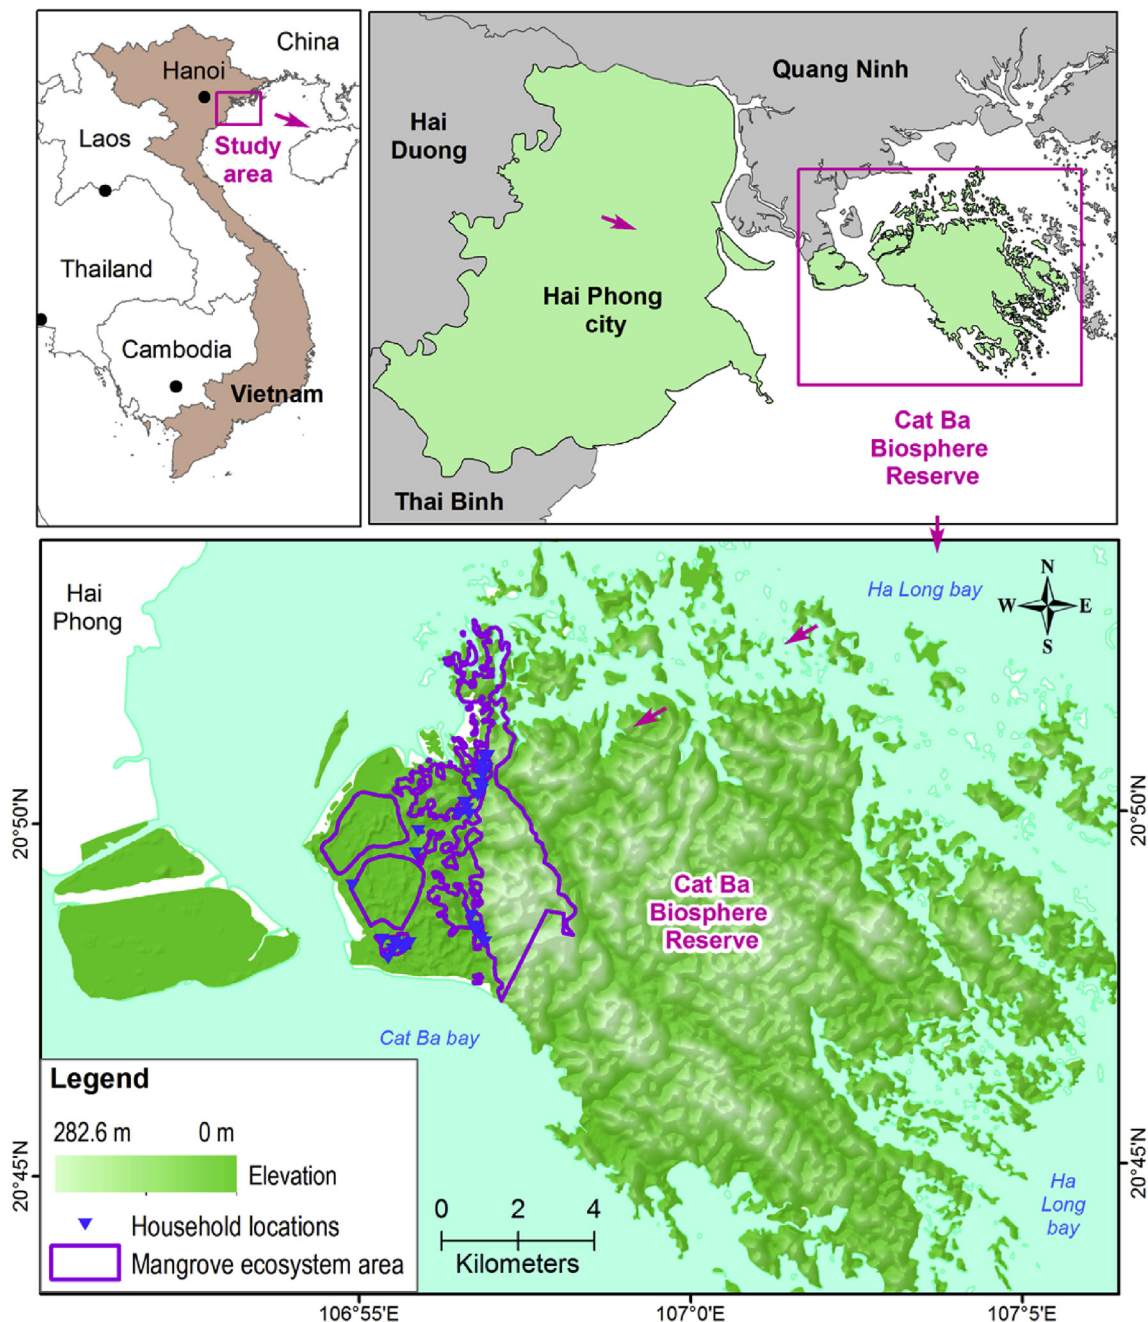 China
Hanoi
Laos
Study
area
Thailand
Cambodia
Vietnam
Quang Ninh
Hai
Duong
Hai Phong
city
Thai Binh
Cat Ba
Biosphere
Reserve
Hai
Phong
Ha Long bay
N
W
E
S
20°50'N
20°50'N
Cat Ba
Biosphere
Reserve
Cat Ba bay
Legend
282.6 m
0 m
Elevation
Household locations
Mangrove ecosystem area
0
2
4
Kilometers
Ha
Long
bay
20°45'N
20°45'N
106°55'E
107°0'E
107°5'E